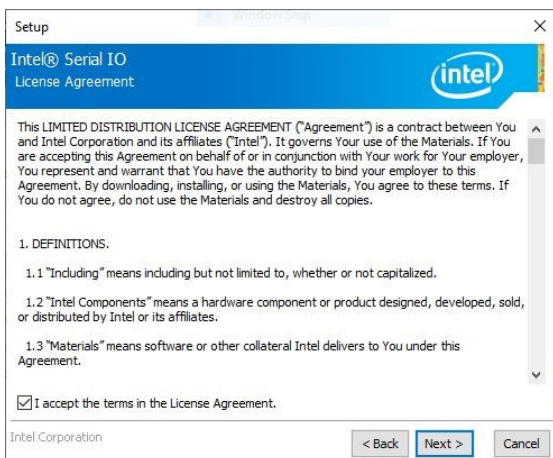 Window Snip
Setup
Intel® Serial IO
License Agreement
intel
This LIMITED DISTRIBUTION LICENSE AGREEMENT ("Agreement") is a contract between You
and Intel Corporation and its affiliates ("Intel"). It governs Your use of the Materials. If You
are accepting this Agreement on behalf of or in conjunction with Your work for Your employer,
You represent and warrant that You have the authority to bind your employer to this
Agreement. By downloading, installing, or using the Materials, You agree to these terms. If
You do not agree, do not use the Materials and destroy all copies.
1. DEFINITIONS.
1.1 "Including" means including but not limited to, whether or not capitalized.
1.2 "Intel Components" means a hardware component or product designed, developed, sold,
or distributed by Intel or its affiliates.
1.3 "Materials" means software or other collateral Intel delivers to You under this
Agreement.
I accept the terms in the License Agreement.
Intel Corporation
< Back Next > Cancel